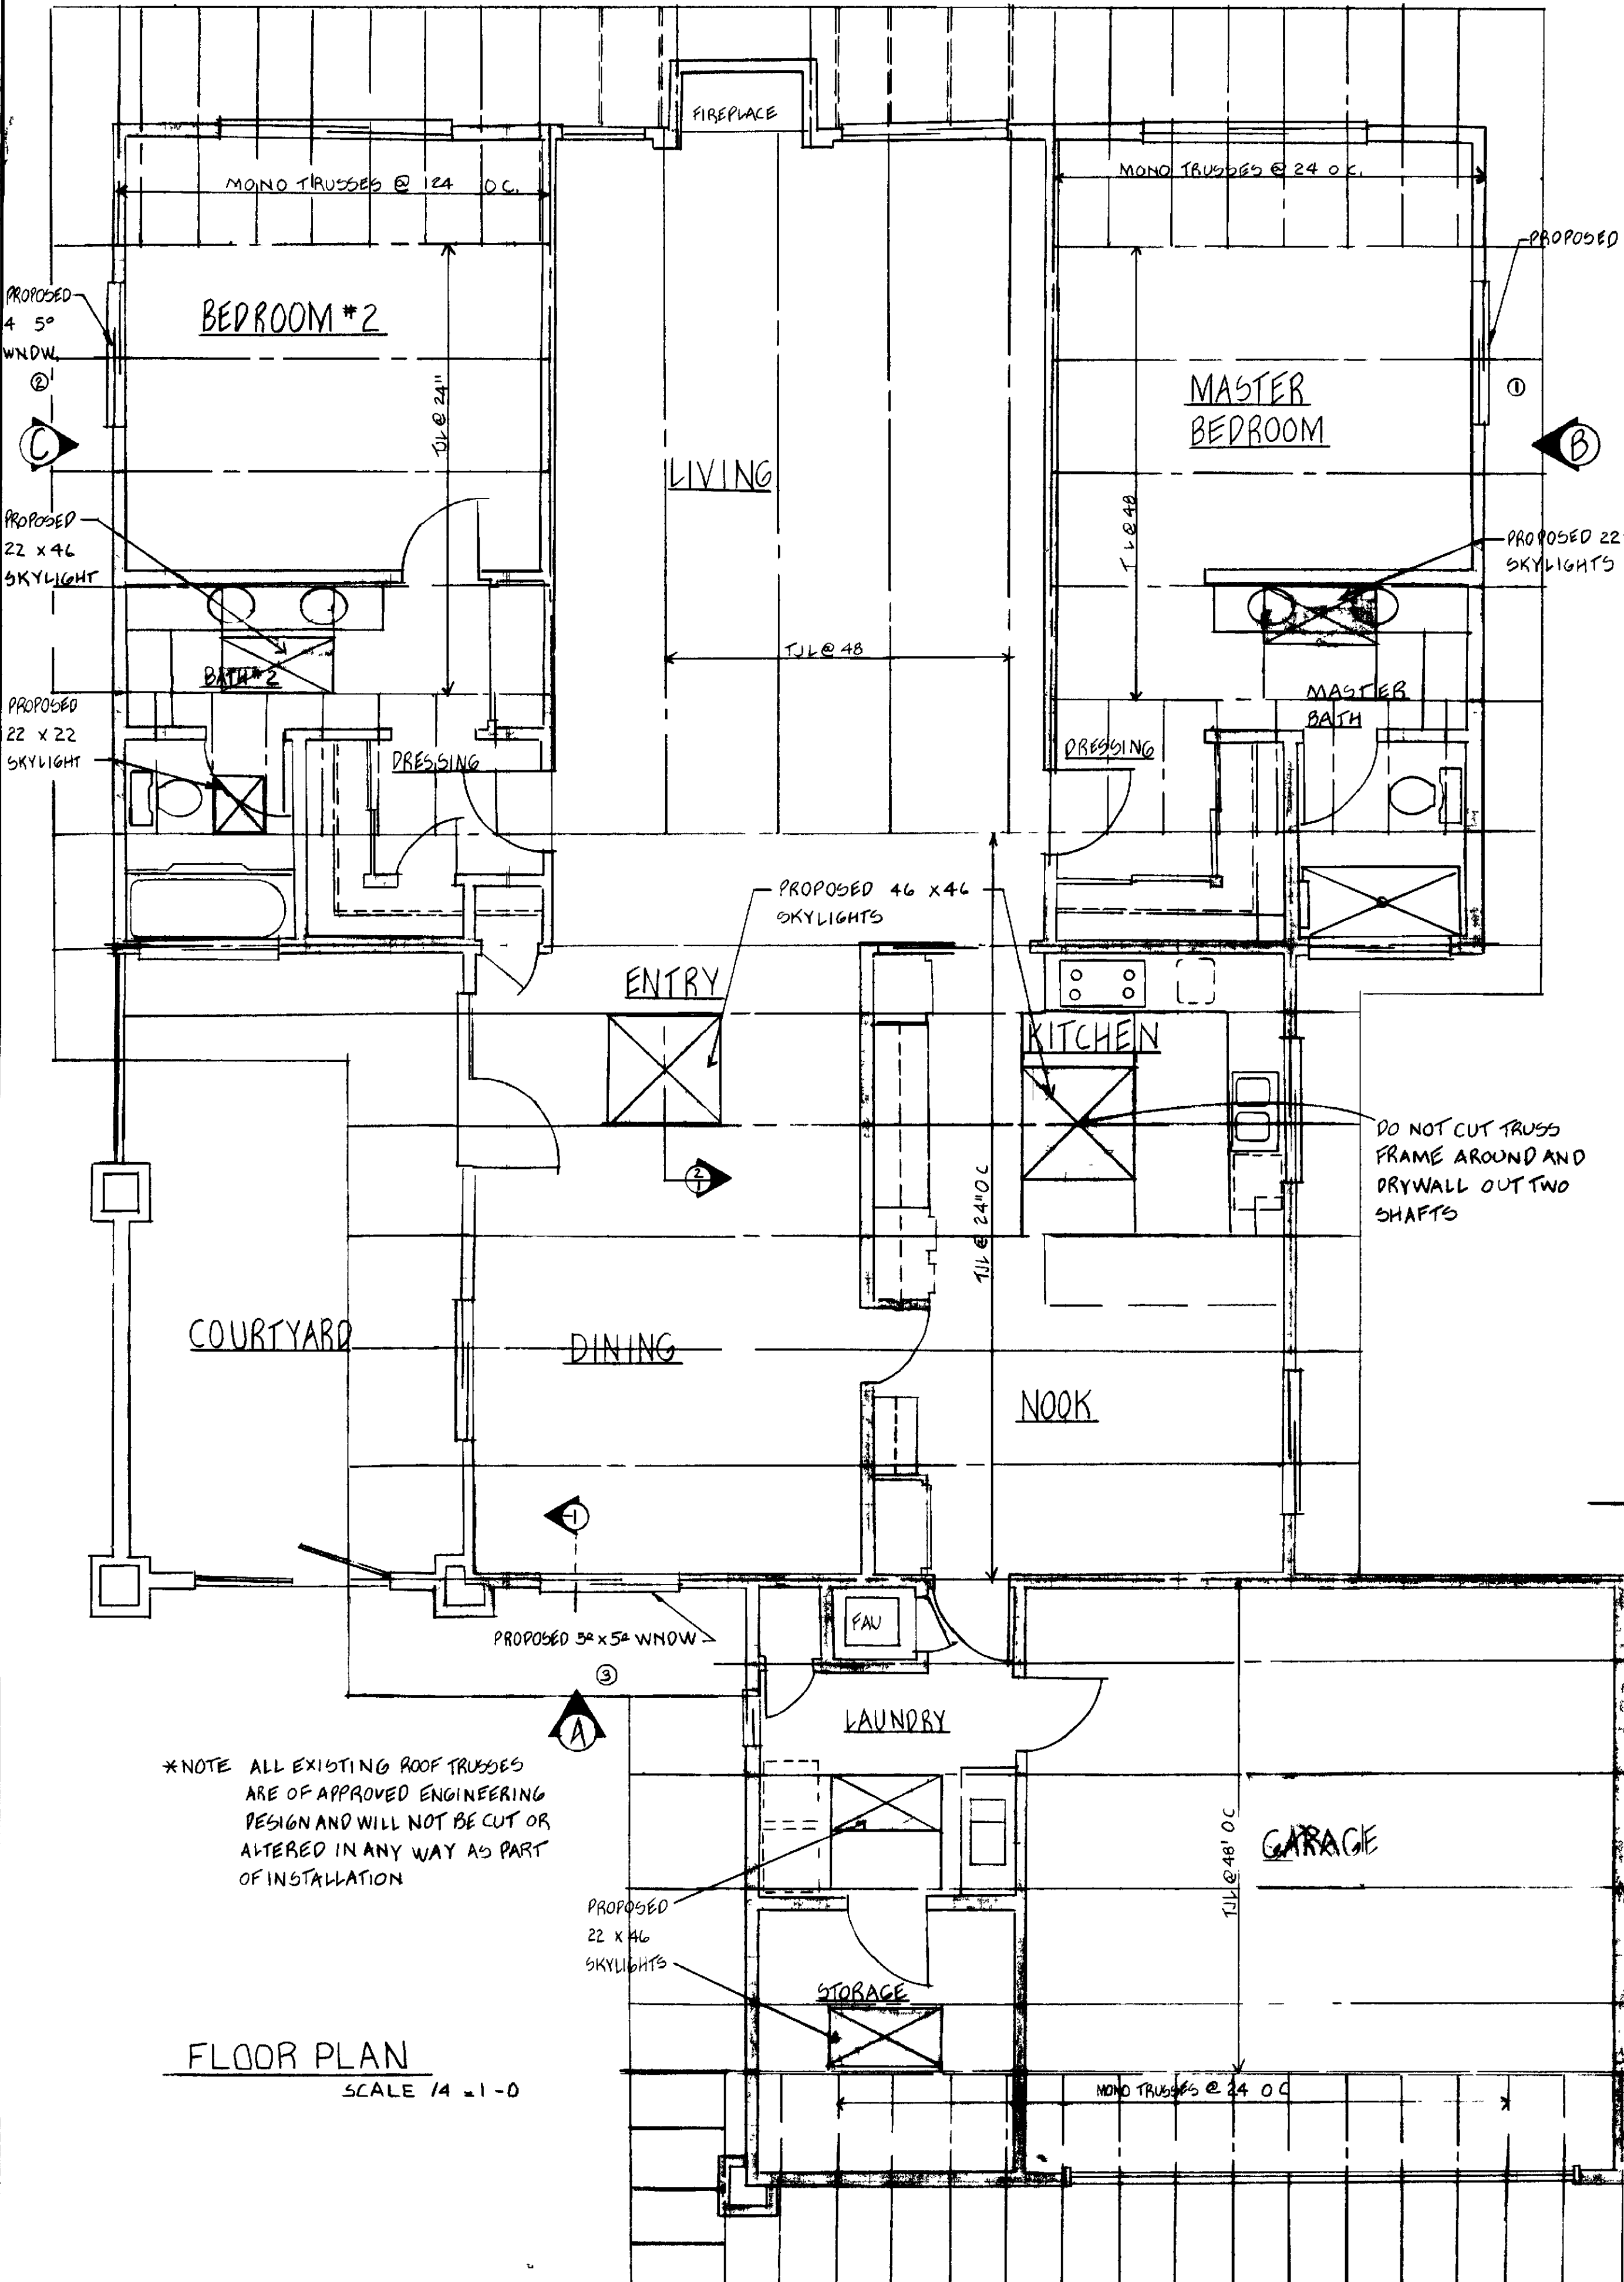 FIREPLACE
MONO TRUSSES @ 124 O C.
MONO TRUSSES @ 24 O C.
PROPOSED
PROPOSED
4 5°
WNDW
②
BEDROOM #2
TJL @ 24"
MASTER
BEDROOM
①
C
B
LIVING
TJL @ 48
PROPOSED
22 x 46
SKYLIGHT
PROPOSED 22
SKYLIGHTS
TJL @ 48
BATH #2
MASTER
BATH
PROPOSED
22 x 22
SKYLIGHT
DRESSING
DRESSING
PROPOSED 46 x 46
SKYLIGHTS
ENTRY
KITCHEN
DO NOT CUT TRUSS
FRAME AROUND AND
DRYWALL OUT TWO
SHAFTS
2
1
TJL @ 24" O C
COURTYARD
DINING
NOOK
1
FAU
PROPOSED 5º x 5º WNDW
③
A
LAUNDRY
*NOTE ALL EXISTING ROOF TRUSSES
ARE OF APPROVED ENGINEERING
DESIGN AND WILL NOT BE CUT OR
ALTERED IN ANY WAY AS PART
OF INSTALLATION
TJL @ 48' OC
GARAGE
PROPOSED
22 x 46
SKYLIGHTS
STORAGE
FLOOR PLAN
SCALE /4 = 1 - 0
MONO TRUSSES @ 24 O C